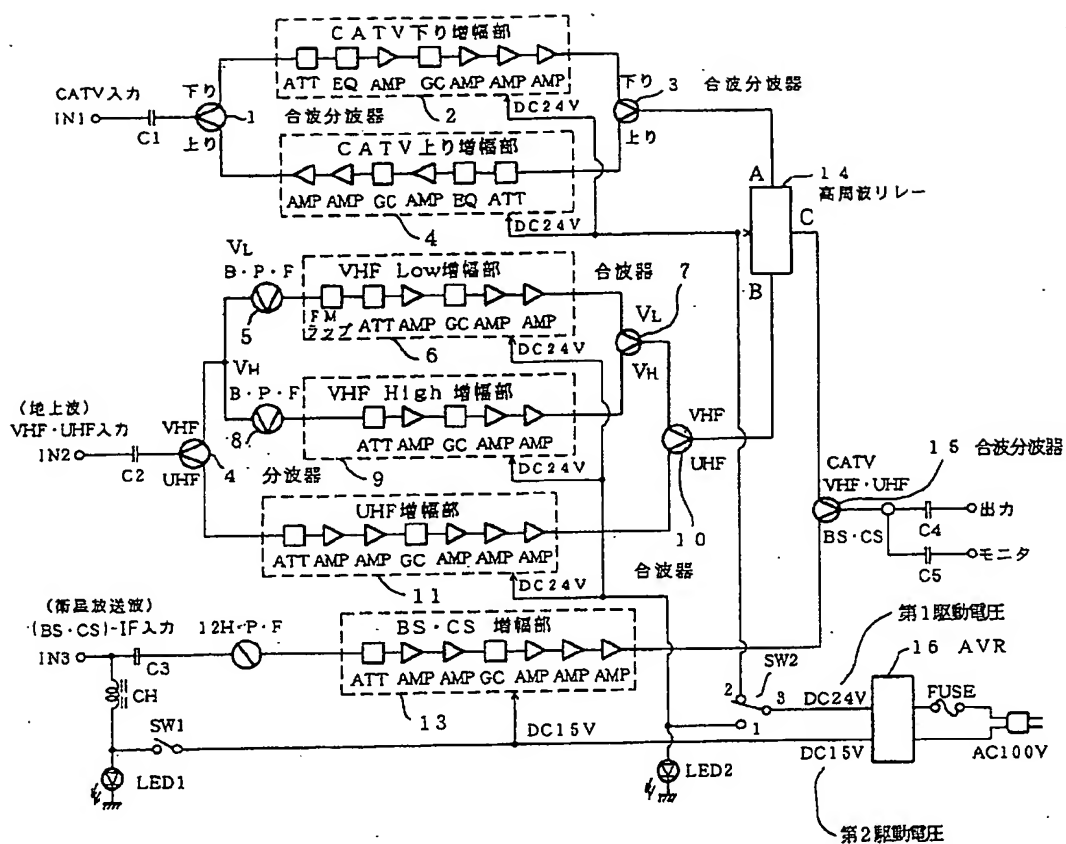 CATV下り増幅部
ATT EQ AMP GC AMP AMP AMP
CATV入力
IN1
C1
下り
上り
1
合波分波器
2
DC24V
下り
上り
3 合波分波器
CATV上り増幅部
AMP AMP GC AMP EQ ATT
4
DC24V
A
B
C
14
高周波リレー
VL
B・P・F
5
VHF Low増幅部
FM
ラップ
ATT AMP GC AMP AMP
6
DC24V
合波器
7
VL
VH
VH
B・P・F
8
VHF High 増幅部
ATT AMP GC AMP AMP
9
DC24V
(地上波)
VHF・UHF入力
IN2
C2
VHF
UHF
4
分波器
VHF
UHF
10
合波器
UHF増幅部
ATT AMP AMP GC AMP AMP AMP
11
DC24V
15 合波分波器
CATV
VHF・UHF
BS・CS
C4
出力
C5
モニタ
(衛星放送波)
(BS・CS)-IF入力
IN3
C3
12H・P・F
BS・CS 増幅部
ATT AMP AMP GC AMP AMP AMP
13
DC15V
CH
SW1
LED1
LED2
SW2
2
3
1
第1駆動電圧
DC24V
16 AVR
FUSE
AC100V
DC15V
第2駆動電圧